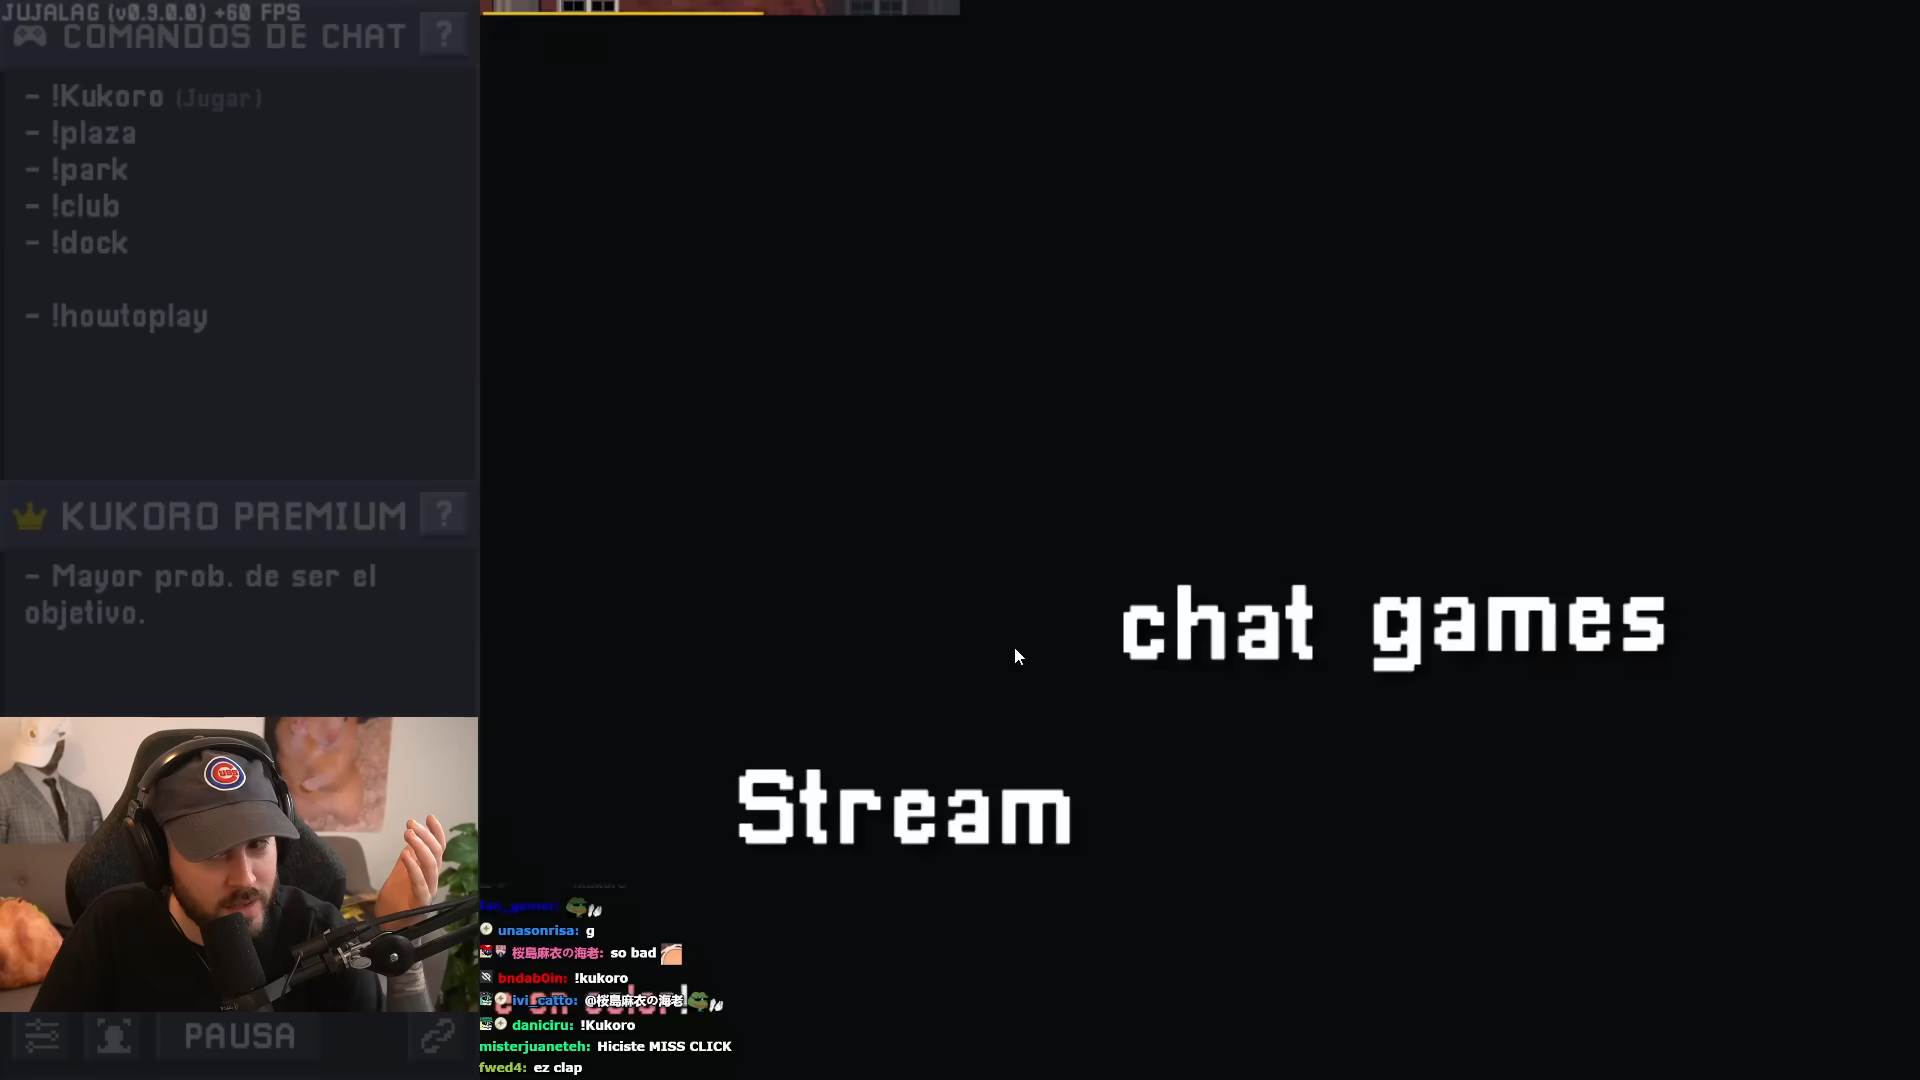 JUJALAG (v0.9.0.0) +60 FPS
COMANDOS DE CHAT ?
- !Kukoro (Jugar)
- !plaza
- !park
- !club
- !dock
- !howtoplay
KUKORO PREMIUM ?
- Mayor prob. de ser el
objetivo.
CUBS
PAUSA
chat games
Stream
unasonrisa: g
桜島麻衣の海老: so bad
bndab0in: !kukoro
ivi_catto: @桜島麻衣の海老
daniciru: !Kukoro
misterjuaneteh: Hiciste MISS CLICK
fwed4: ez clap